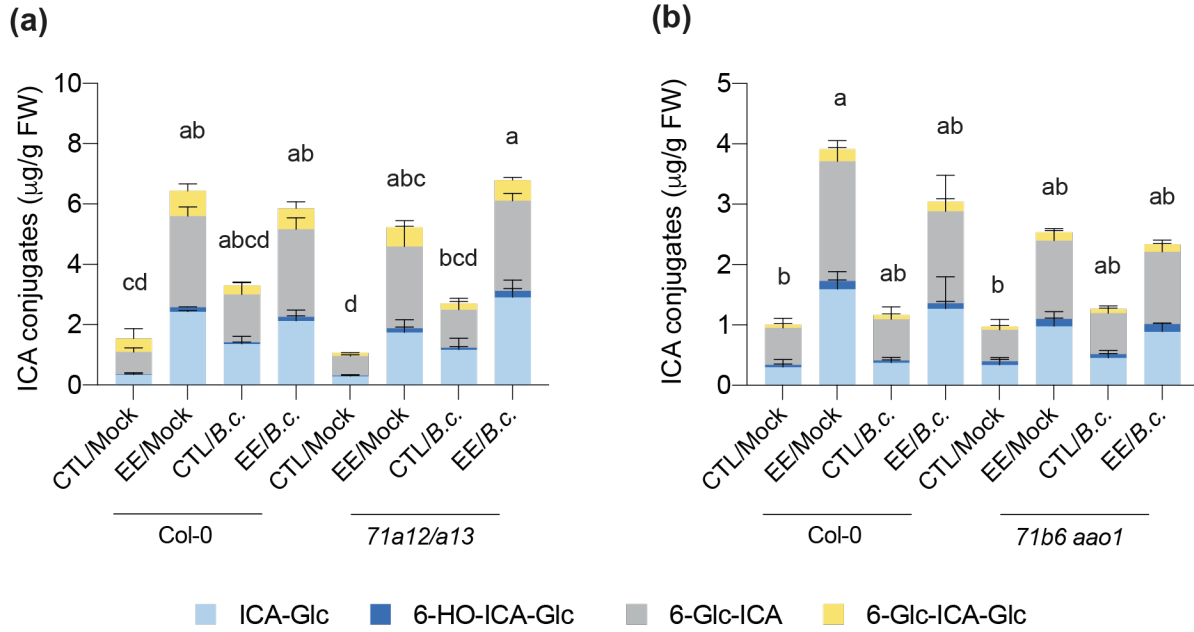 (a)
ICA conjugates (µg/g FW)
10
8
6
4
2
0
cd
ab
abcd
ab
d
abc
bcd
a
CTL/Mock
EE/Mock
CTL/B.c.
EE/B.c.
CTL/Mock
EE/Mock
CTL/B.c.
EE/B.c.
Col-0
71a12/a13
(b)
ICA conjugates (µg/g FW)
5
4
3
2
1
0
b
a
ab
ab
b
ab
ab
ab
CTL/Mock
EE/Mock
CTL/B.c.
EE/B.c.
CTL/Mock
EE/Mock
CTL/B.c.
EE/B.c.
Col-0
71b6 aao1
ICA-Glc
6-HO-ICA-Glc
6-Glc-ICA
6-Glc-ICA-Glc